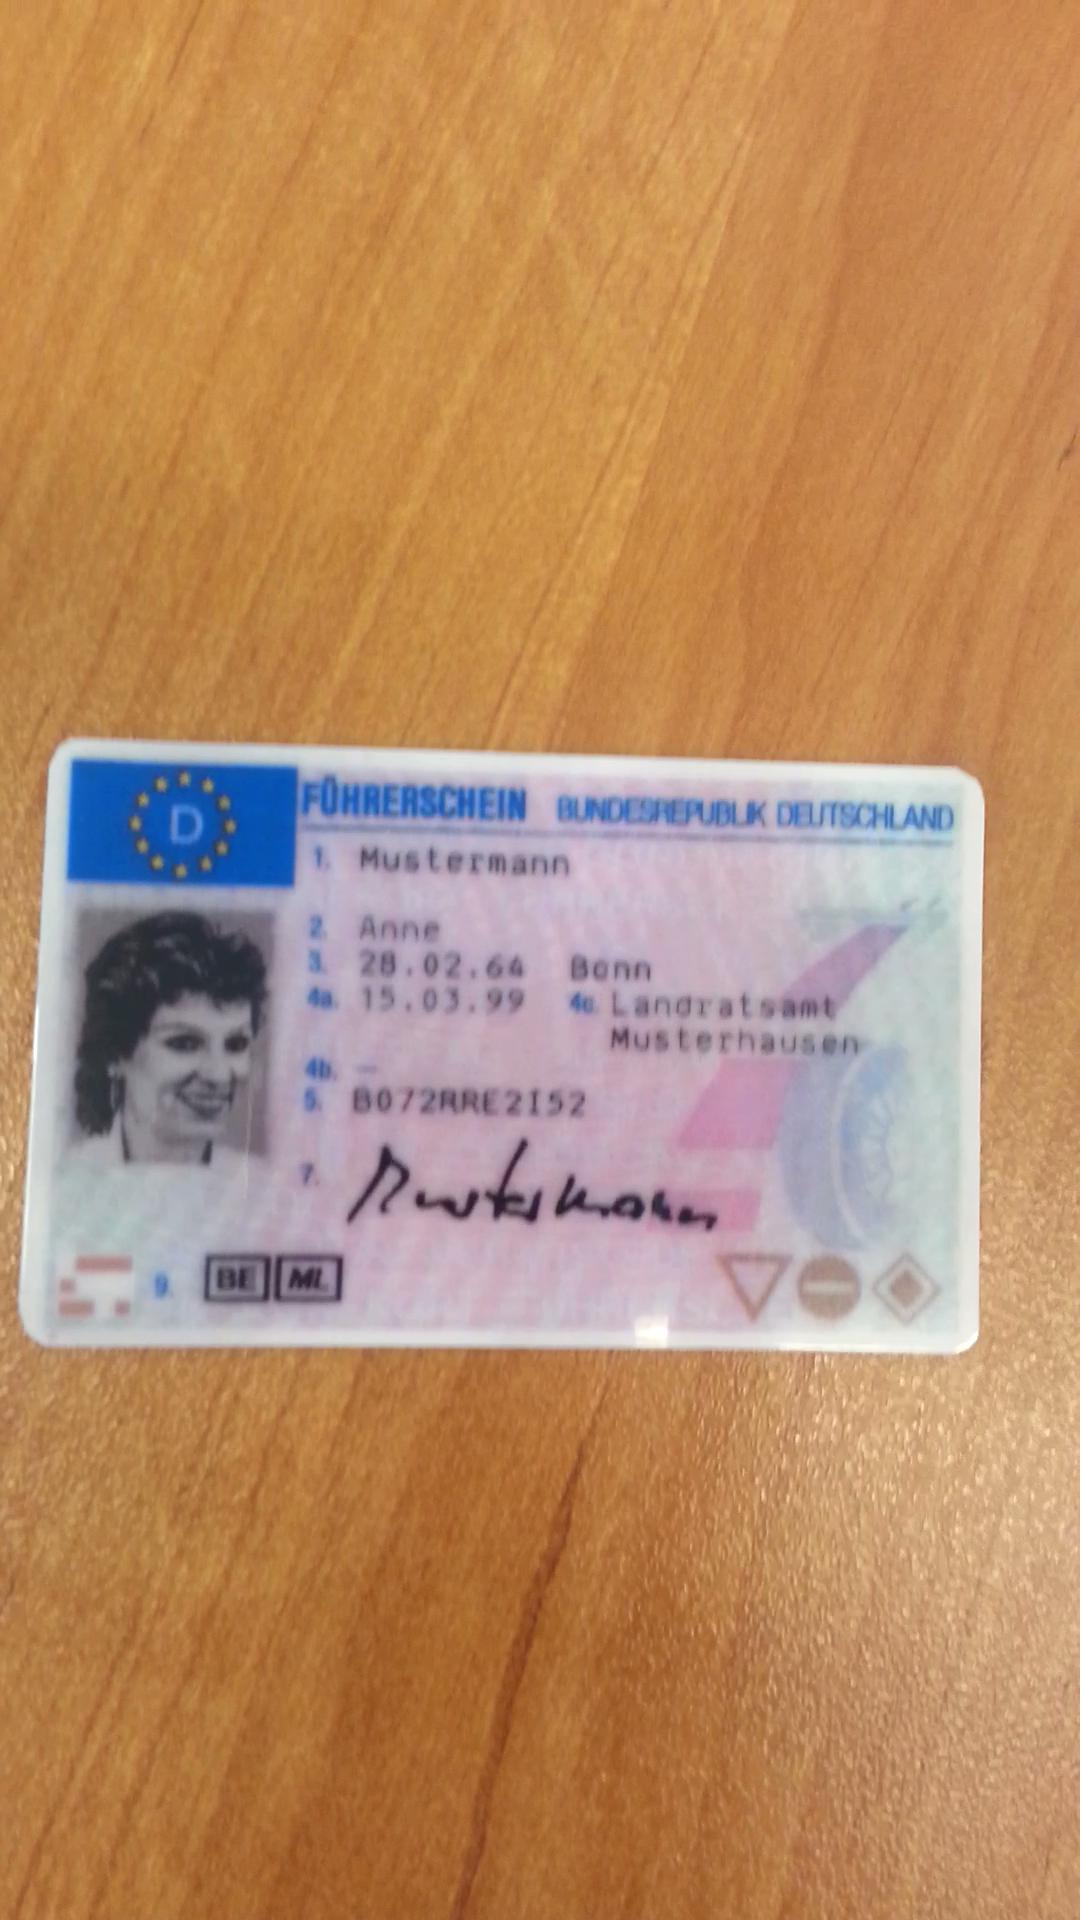 D
FÜHRERSCHEIN BUNDESREPUBLIK DEUTSCHLAND
1. Mustermann
2. Anne
3. 28.02.64 Bonn
4a. 15.03.99 4c. Landratsamt
Musterhausen
4b. –
5. B072RRE2I52
7. Mustermann
9. BE ML